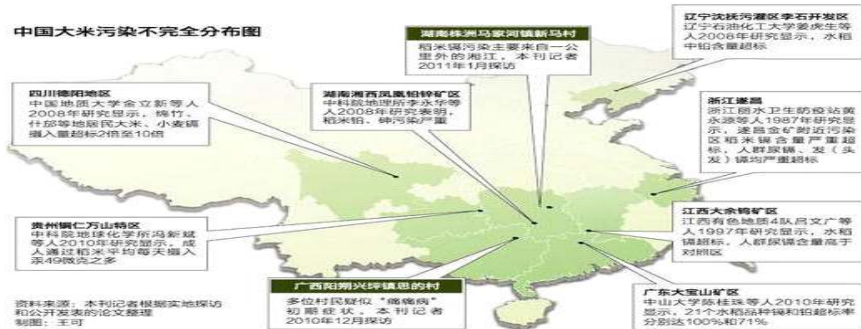 中国大米污染不完全分布图
湖南株洲马家河镇新马村
稻米镉污染主要来自一公
里外的湘江，本刊记者
2011年1月探访
辽宁沈抚污灌区李石开发区
辽宁石油化工大学姜虎生等
人2008年研究显示，水稻
中铅含量超标
四川德阳地区
中国地质大学金立新等人
2008年研究显示，绵竹、
什邡等地居民大米、小麦镉
摄入量超标2倍至10倍
湖南湘西凤凰铅锌矿区
中科院地理所李永华等
人2008年研究表明，
稻米铅、砷污染严重
浙江遂昌
浙江丽水卫生防疫站黄
永源等人1987年研究显
示，遂昌金矿附近污染
区稻米镉含量严重超
标，人群尿镉、发（头
发）镉均严重超标
贵州铜仁万山特区
中科院地球化学所冯新斌
等人2010年研究显示，成
人通过稻米平均每天摄入
汞49微克之多
江西大余钨矿区
江西有色地质4队吕文广等
人1997年研究显示，水稻
镉超标，人群尿镉含量高于
对照区
广西阳朔兴坪镇思的村
多位村民疑似“痛痛病”
初期症状，本刊记者
2010年12月探访
广东大宝山矿区
中山大学陈桂珠等人2010年研究
显示，21个水稻品种镉和铅超标率
分别达100%和71%
资料来源：本刊记者根据实地探访
和公开发表的论文整理
制图：王可